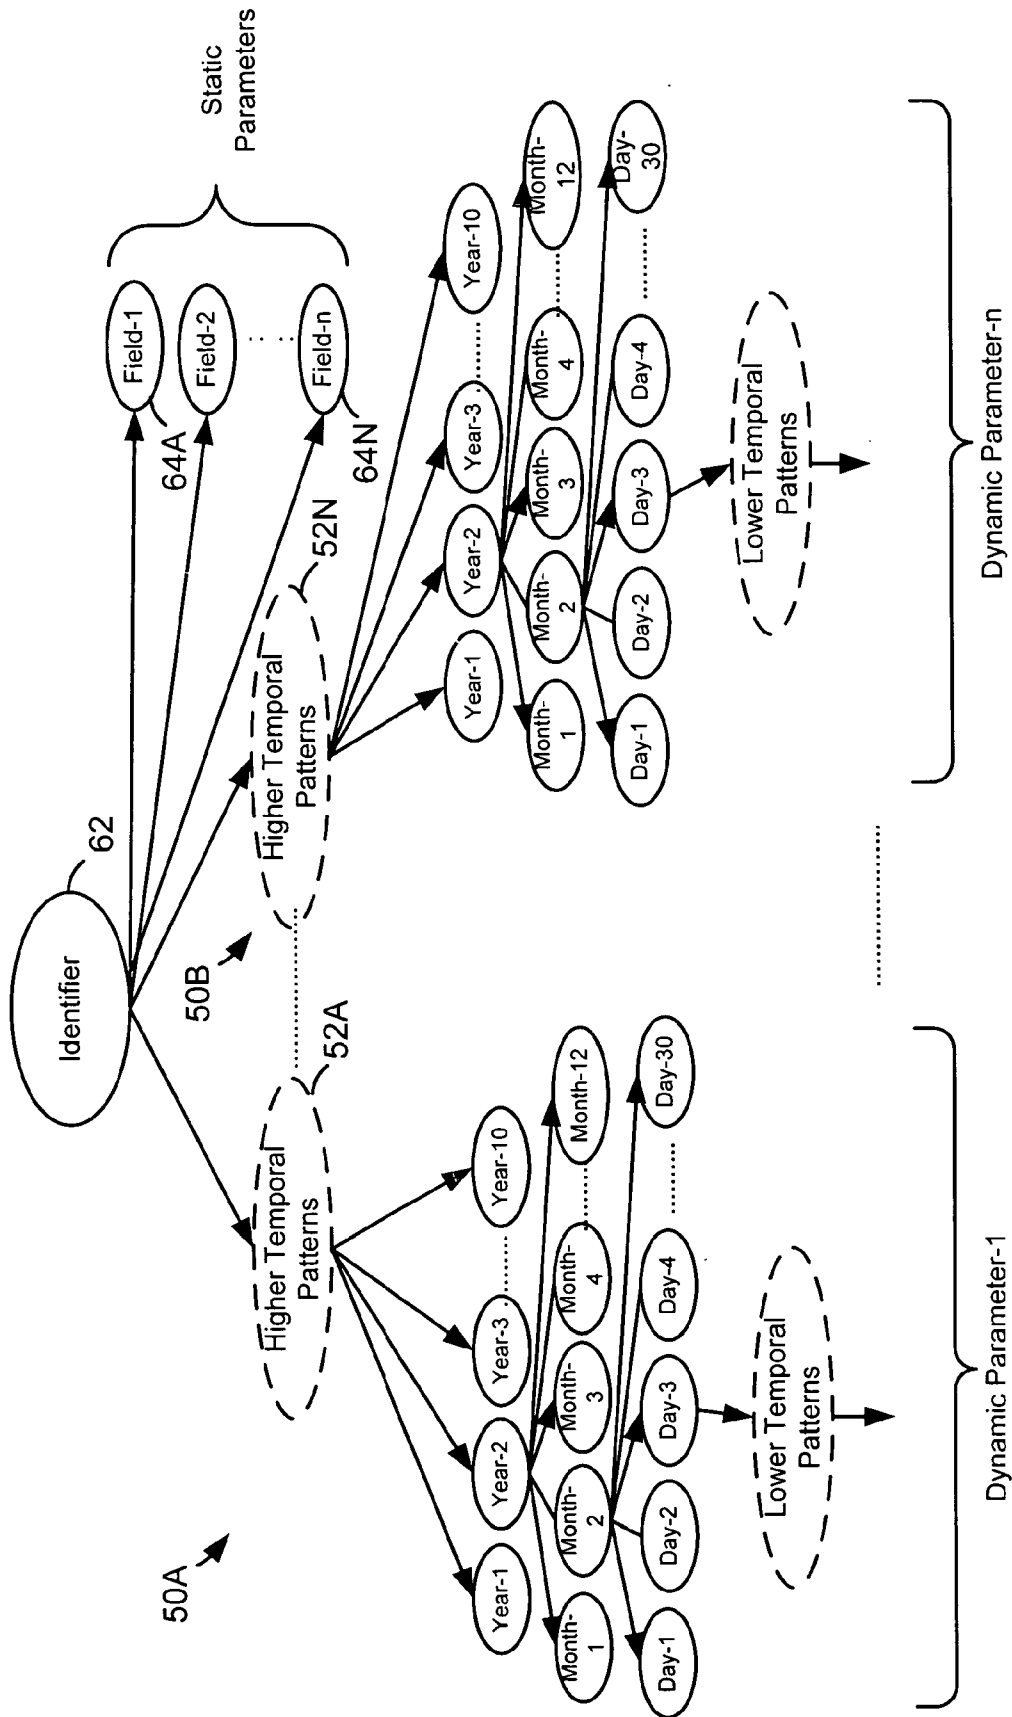 Identifier
62
Static
Parameters
Field-1
64A
Field-2
Field-n
64N
50A
50B
Higher Temporal
Patterns
52A
Higher Temporal
Patterns
52N
Year-1
Year-2
Year-3
Year-10
Month-
1
Month-
2
Month-
3
Month-
4
Month-12
Day-1
Day-2
Day-3
Day-4
Day-30
Lower Temporal
Patterns
Dynamic Parameter-1
Year-1
Year-2
Year-3
Year-10
Month-
1
Month-
2
Month-
3
Month-
4
Month-
12
Day-1
Day-2
Day-3
Day-4
Day-
30
Lower Temporal
Patterns
Dynamic Parameter-n